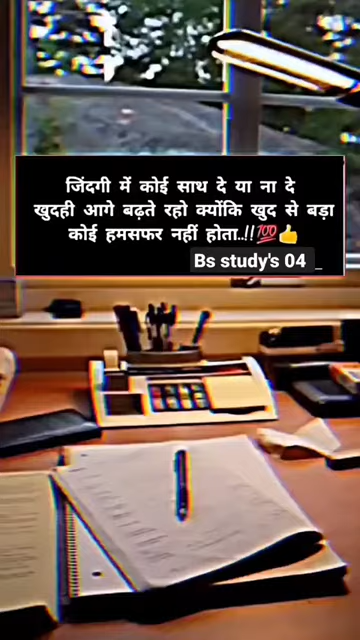 जिंदगी में कोई साथ दे या ना दे
खुदही आगे बढ़ते रहो क्योंकि खुद से बड़ा
कोई हमसफर नहीं होता..!!💯👍
Bs study's 04 _